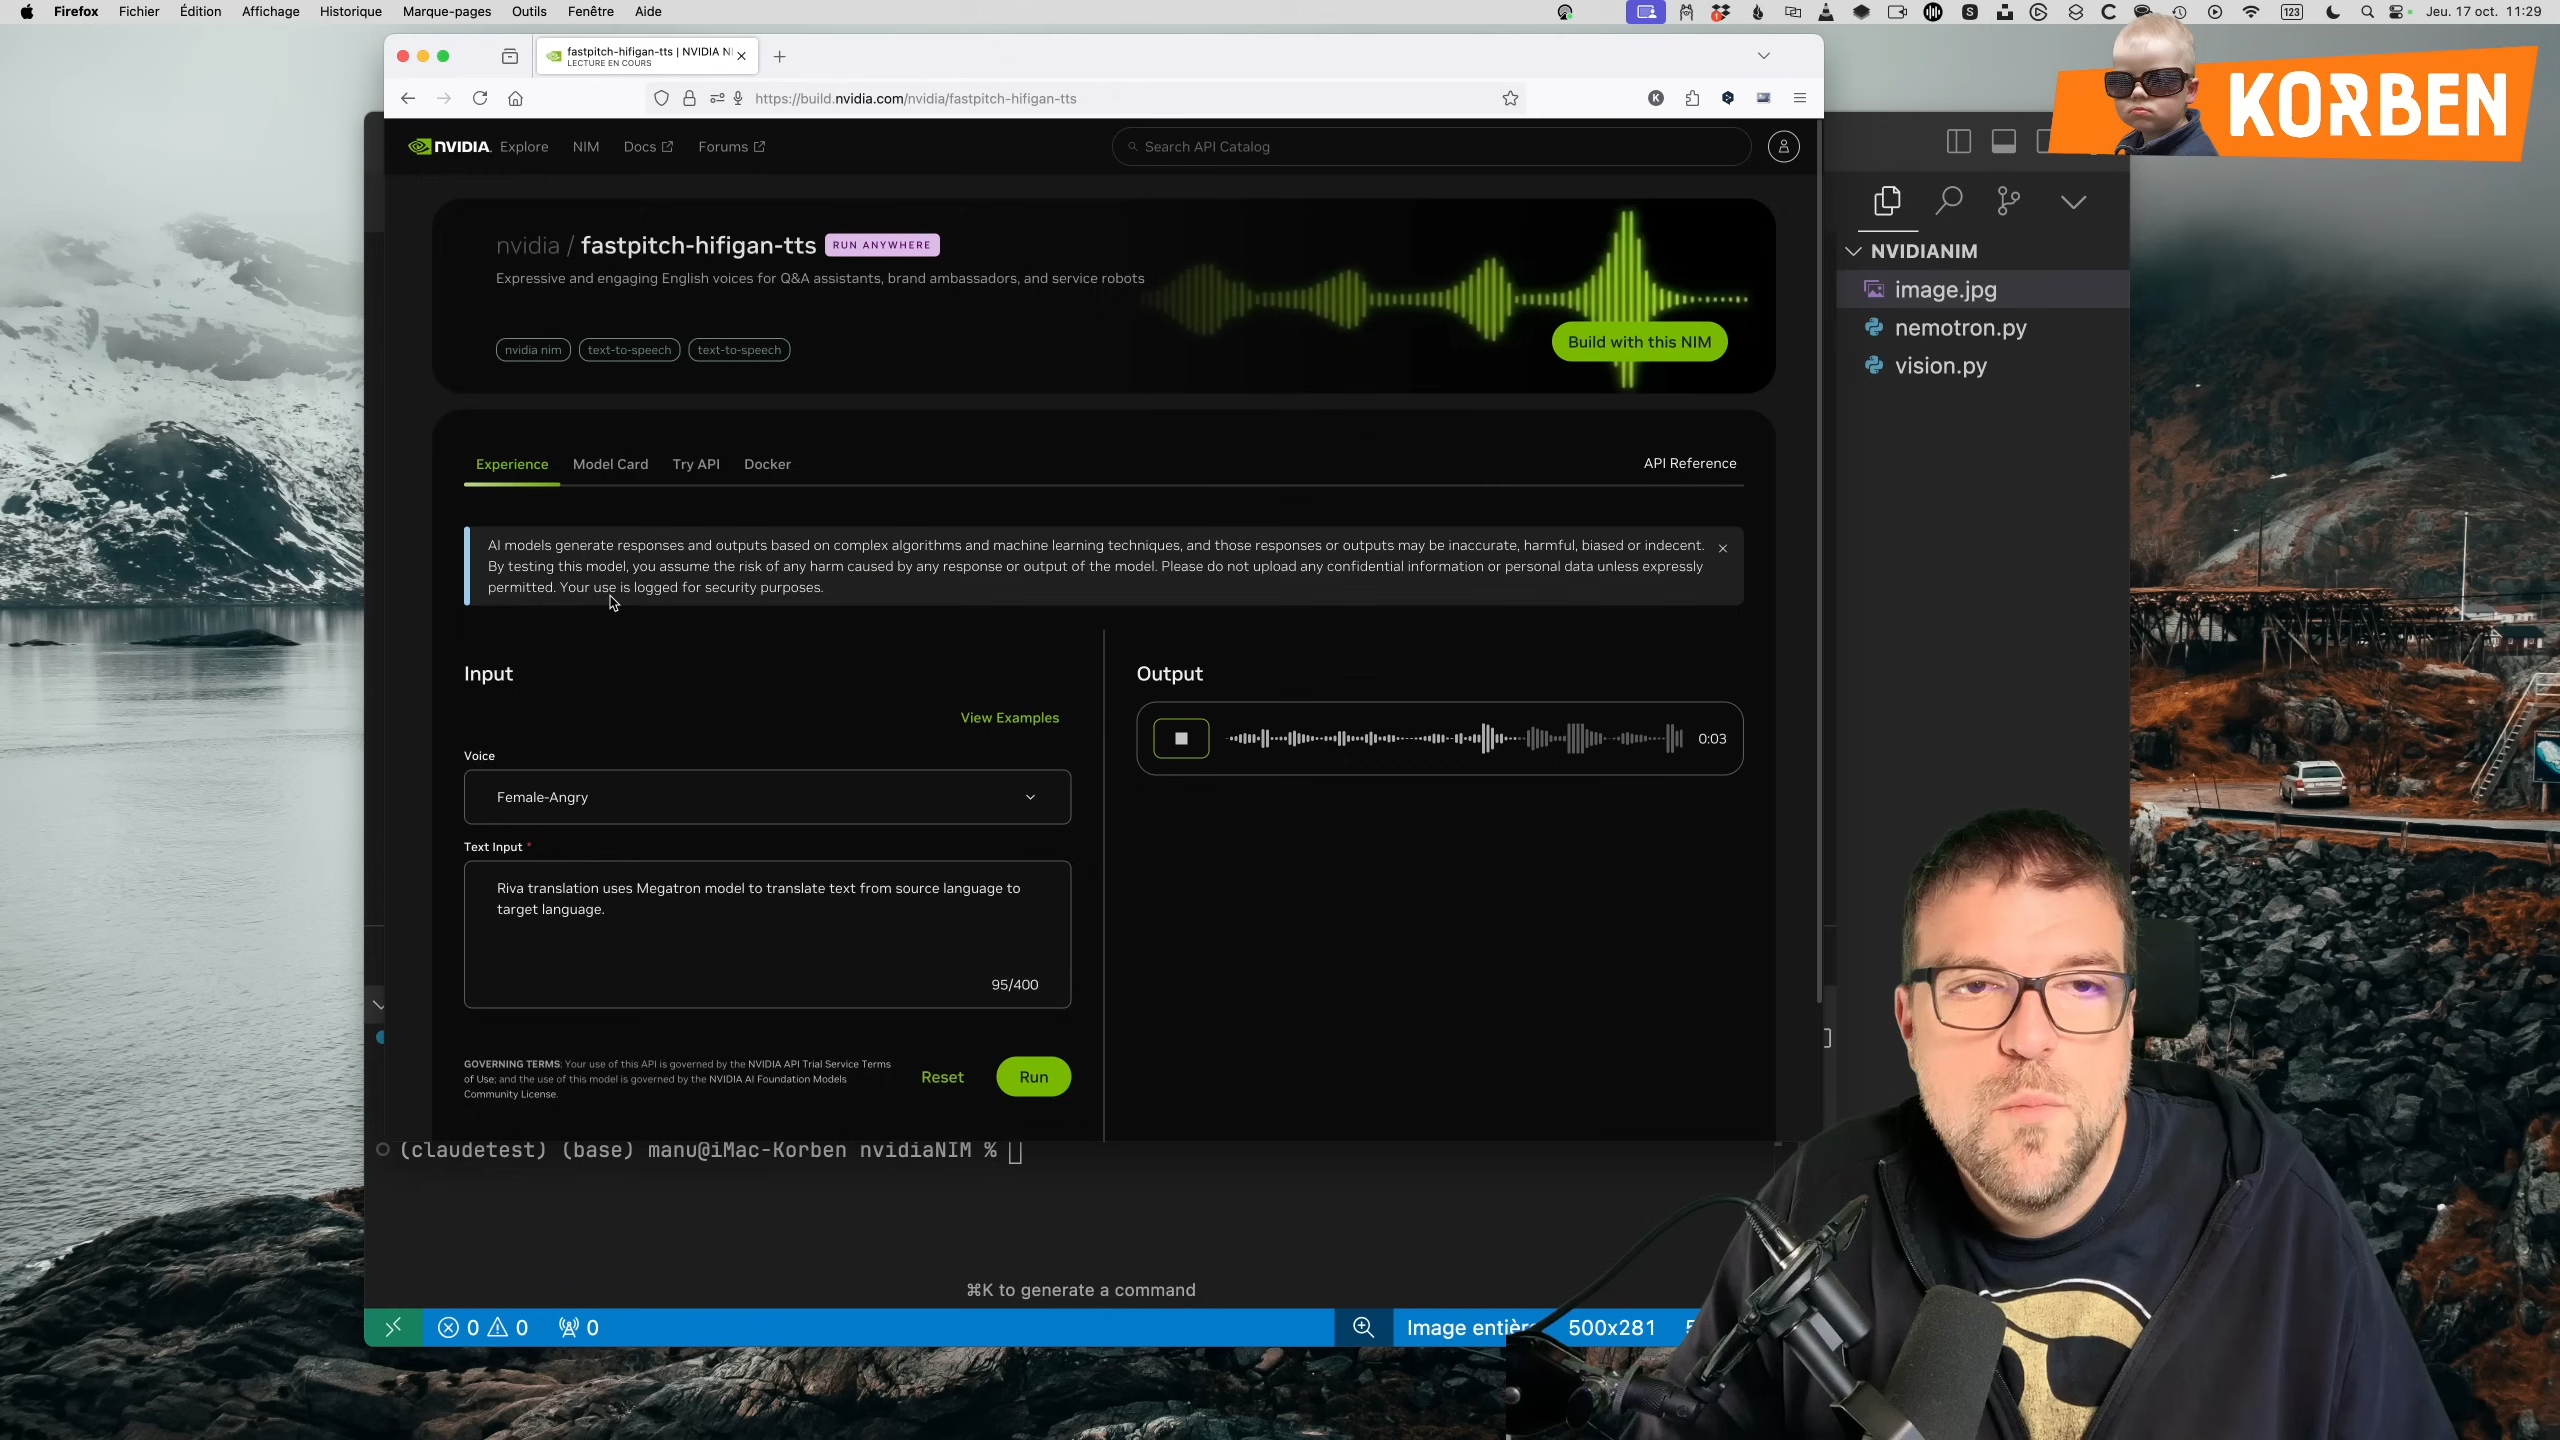 Firefox Fichier Édition Affichage Historique Marque-pages Outils Fenêtre Aide
123
Jeu. 17 oct. 11:29
fastpitch-hifigan-tts | NVIDIA NI
LECTURE EN COURS
https://build.nvidia.com/nvidia/fastpitch-hifigan-tts
K
KORBEN
NVIDIA. Explore NIM Docs Forums
Search API Catalog
nvidia / fastpitch-hifigan-tts RUN ANYWHERE
Expressive and engaging English voices for Q&A assistants, brand ambassadors, and service robots
nvidia nim text-to-speech text-to-speech
Build with this NIM
NVIDIANIM
image.jpg
nemotron.py
vision.py
Experience Model Card Try API Docker
API Reference
AI models generate responses and outputs based on complex algorithms and machine learning techniques, and those responses or outputs may be inaccurate, harmful, biased or indecent.
By testing this model, you assume the risk of any harm caused by any response or output of the model. Please do not upload any confidential information or personal data unless expressly
permitted. Your use is logged for security purposes.
Input
View Examples
Voice
Female-Angry
Text Input *
Riva translation uses Megatron model to translate text from source language to
target language.
95/400
GOVERNING TERMS: Your use of this API is governed by the NVIDIA API Trial Service Terms
of Use; and the use of this model is governed by the NVIDIA AI Foundation Models
Community License.
Reset
Run
Output
0:03
(claudetest) (base) manu@iMac-Korben nvidiaNIM %
⌘K to generate a command
0 0 0
Image entière 500x281